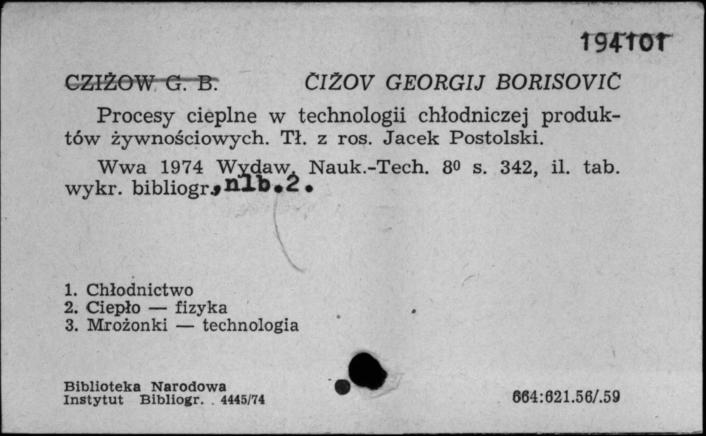 194101
CZIŻOW G. B. ČIŽOV GEORGIJ BORISOVIČ
Procesy cieplne w technologii chłodniczej produk-
tów żywnościowych. Tł. z ros. Jacek Postolski.
Wwa 1974 Wydaw. Nauk.-Tech. 8⁰ s. 342, il. tab.
wykr. bibliogr., nlb.2.
1. Chłodnictwo
2. Ciepło — fizyka
3. Mrożonki — technologia
Biblioteka Narodowa
Instytut Bibliogr. 4445/74
664:621.56/.59